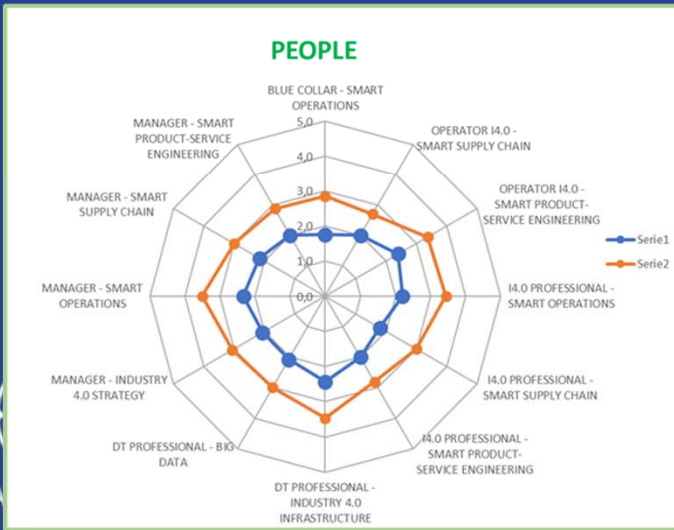 PEOPLE
BLUE COLLAR - SMART
OPERATIONS
MANAGER - SMART
PRODUCT-SERVICE
ENGINEERING
5,0
OPERATOR I4.0 -
SMART SUPPLY CHAIN
4,0
3,0
MANAGER - SMART
SUPPLY CHAIN
OPERATOR I4.0 -
SMART PRODUCT-
SERVICE ENGINEERING
2,0
1,0
Serie1
Serie2
MANAGER - SMART
OPERATIONS
0,0
I4.0 PROFESSIONAL -
SMART OPERATIONS
MANAGER - INDUSTRY
4.0 STRATEGY
I4.0 PROFESSIONAL -
SMART SUPPLY CHAIN
DT PROFESSIONAL - BIG
DATA
I4.0 PROFESSIONAL -
SMART PRODUCT-
SERVICE ENGINEERING
DT PROFESSIONAL -
INDUSTRY 4.0
INFRASTRUCTURE